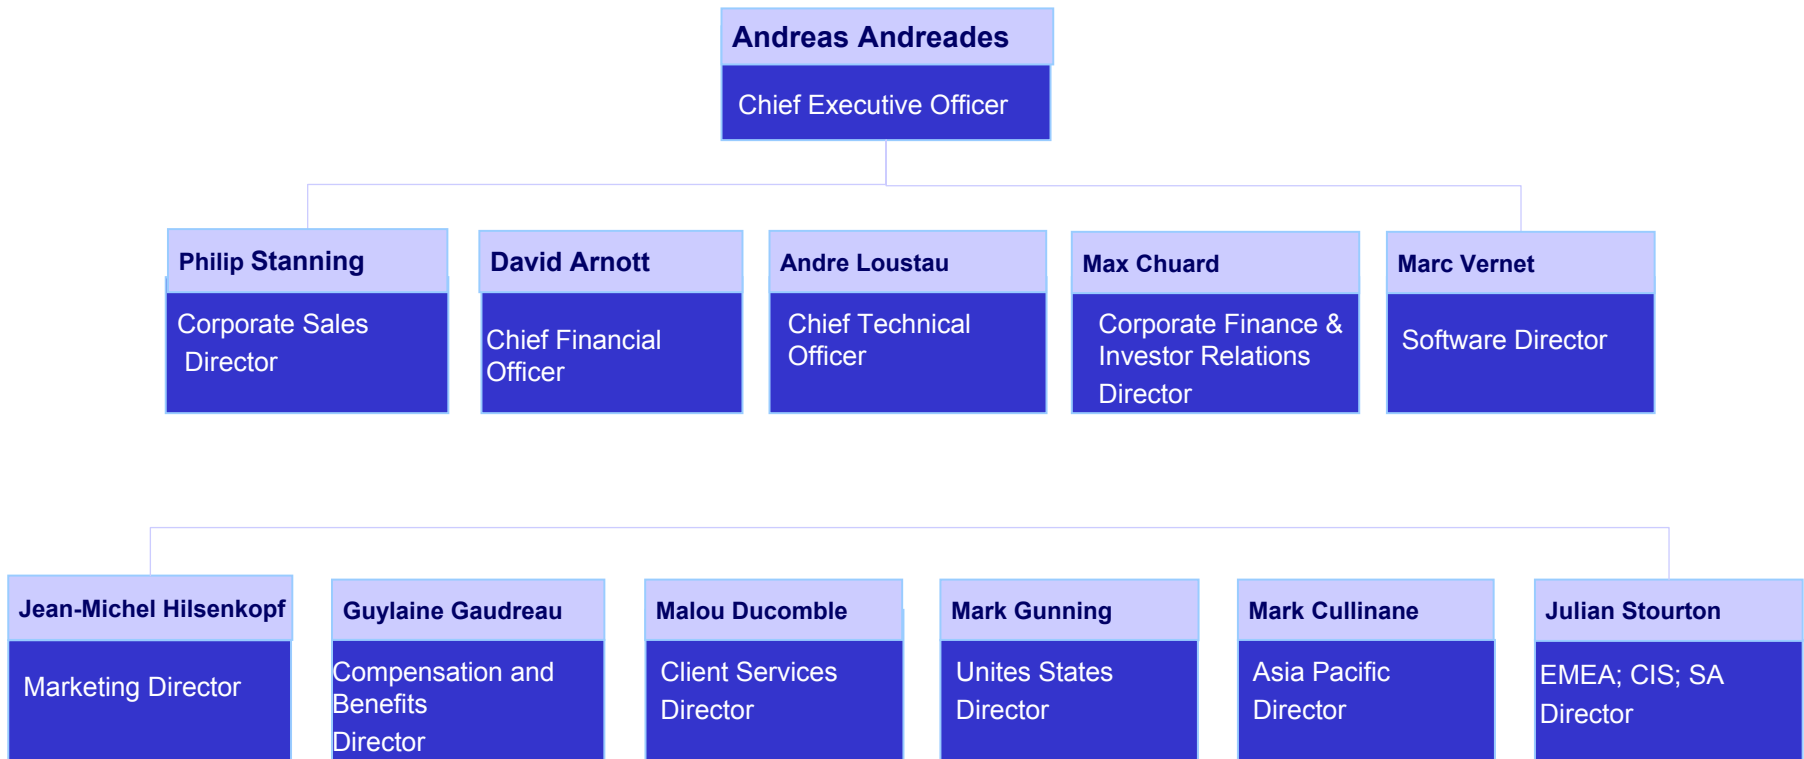 Andreas Andreades
Chief Executive Officer
Philip Stanning
Corporate Sales
Director
David Arnott
Chief Financial
Officer
Andre Loustau
Chief Technical
Officer
Max Chuard
Corporate Finance &
Investor Relations
Director
Marc Vernet
Software Director
Jean-Michel Hilsenkopf
Marketing Director
Guylaine Gaudreau
Compensation and
Benefits
Director
Malou Ducomble
Client Services
Director
Mark Gunning
Unites States
Director
Mark Cullinane
Asia Pacific
Director
Julian Stourton
EMEA; CIS; SA
Director